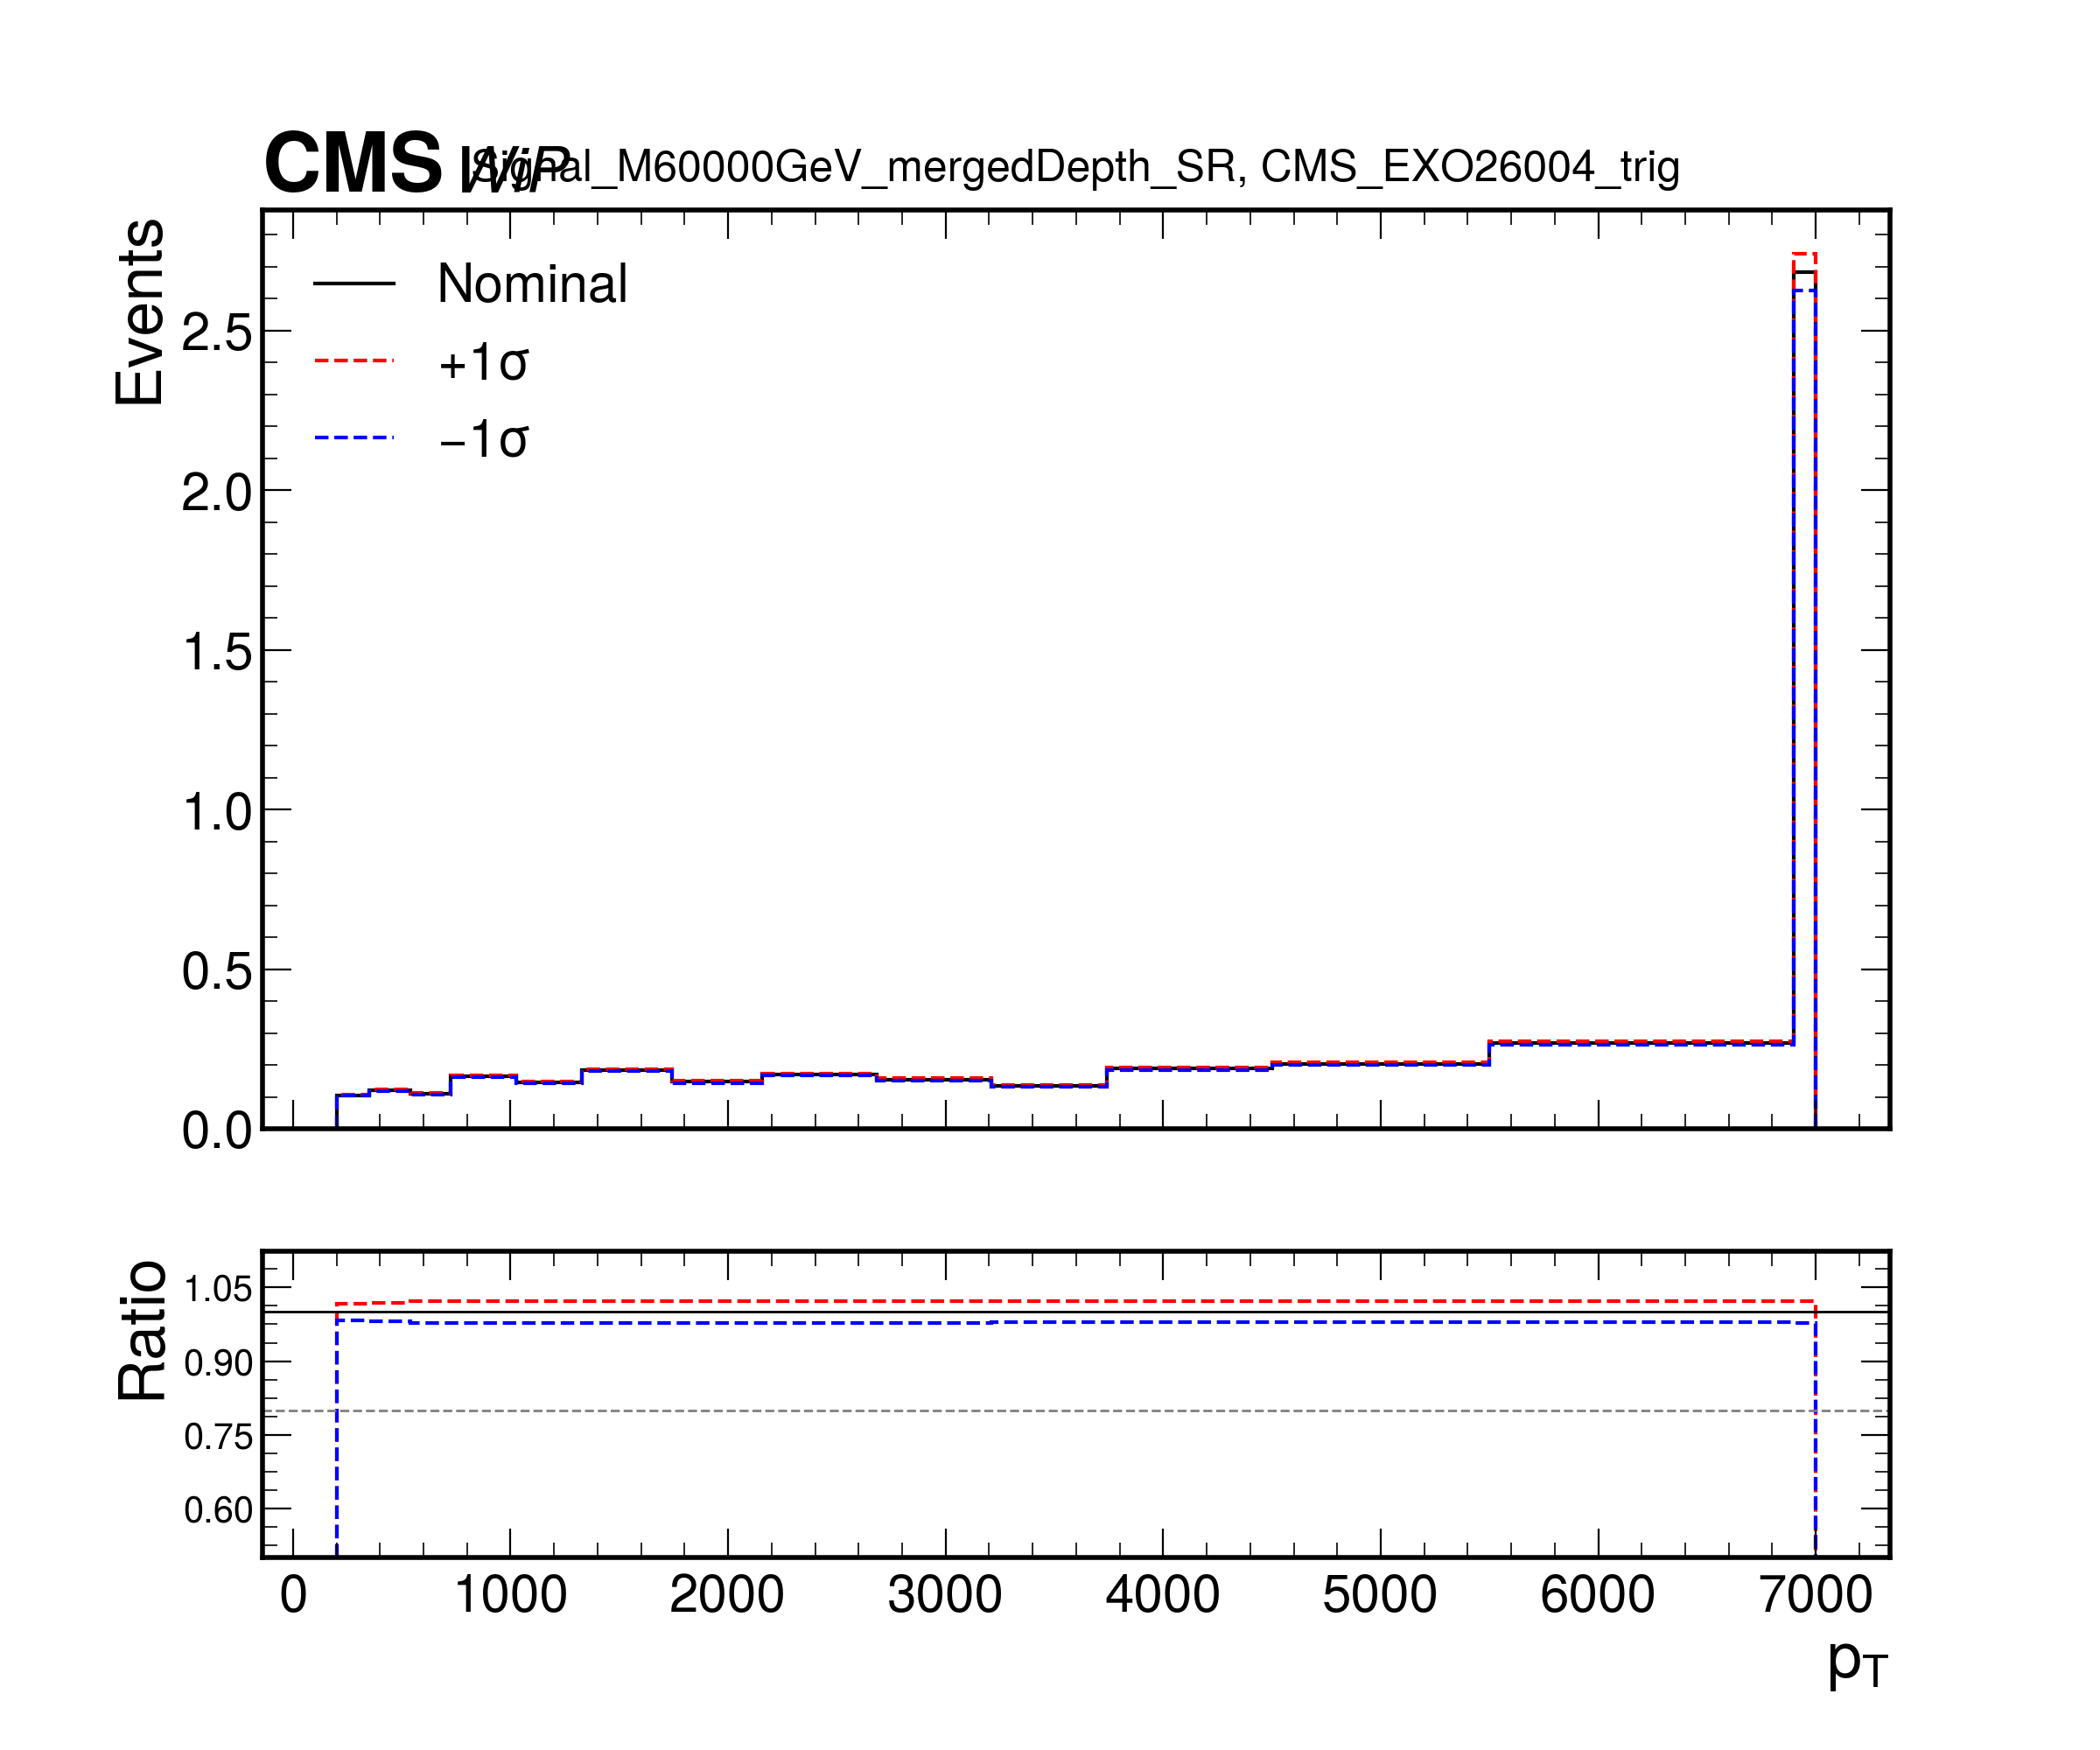 CMS WiP Signal_M60000GeV_mergedDepth_SR, CMS_EXO26004_trig
Events
Nominal
+1σ
−1σ
2.5
2.0
1.5
1.0
0.5
0.0
Ratio
1.05
0.90
0.75
0.60
0 1000 2000 3000 4000 5000 6000 7000
pT